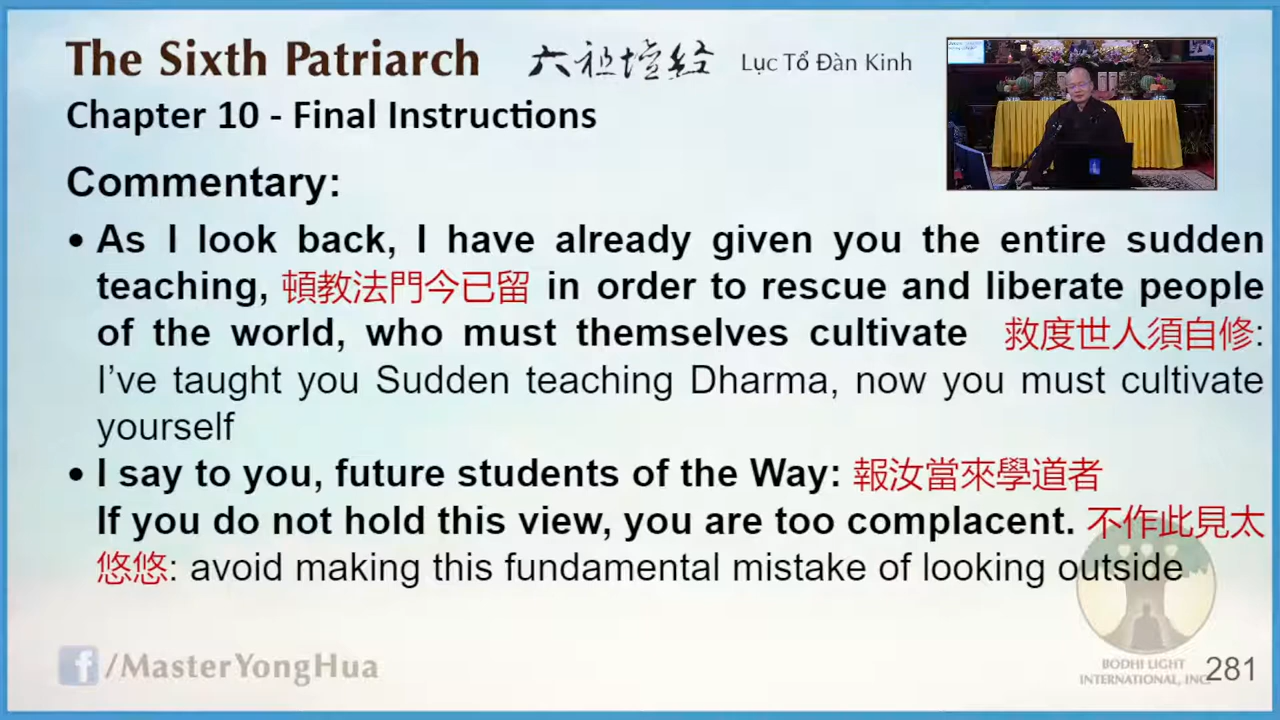 The Sixth Patriarch 六祖壇経 Lục Tổ Đàn Kinh
Chapter 10 - Final Instructions
Commentary:
• As I look back, I have already given you the entire sudden
teaching, 頓教法門今已留 in order to rescue and liberate people
of the world, who must themselves cultivate 救度世人須自修:
I’ve taught you Sudden teaching Dharma, now you must cultivate
yourself
• I say to you, future students of the Way: 報汝當來學道者
If you do not hold this view, you are too complacent. 不作此見太
悠悠: avoid making this fundamental mistake of looking outside
f/MasterYongHua
BODHI LIGHT
INTERNATIONAL, INC.
281